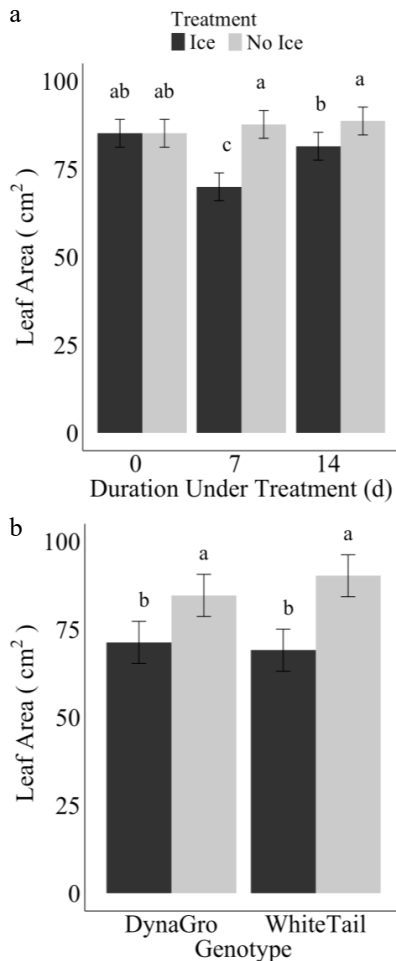 a
Treatment
Ice No Ice
100
75
50
25
0
ab ab
c a
b a
Leaf Area ( cm² )
0 7 14
Duration Under Treatment (d)
b
100
75
50
25
0
b a
b a
Leaf Area ( cm² )
DynaGro WhiteTail
Genotype